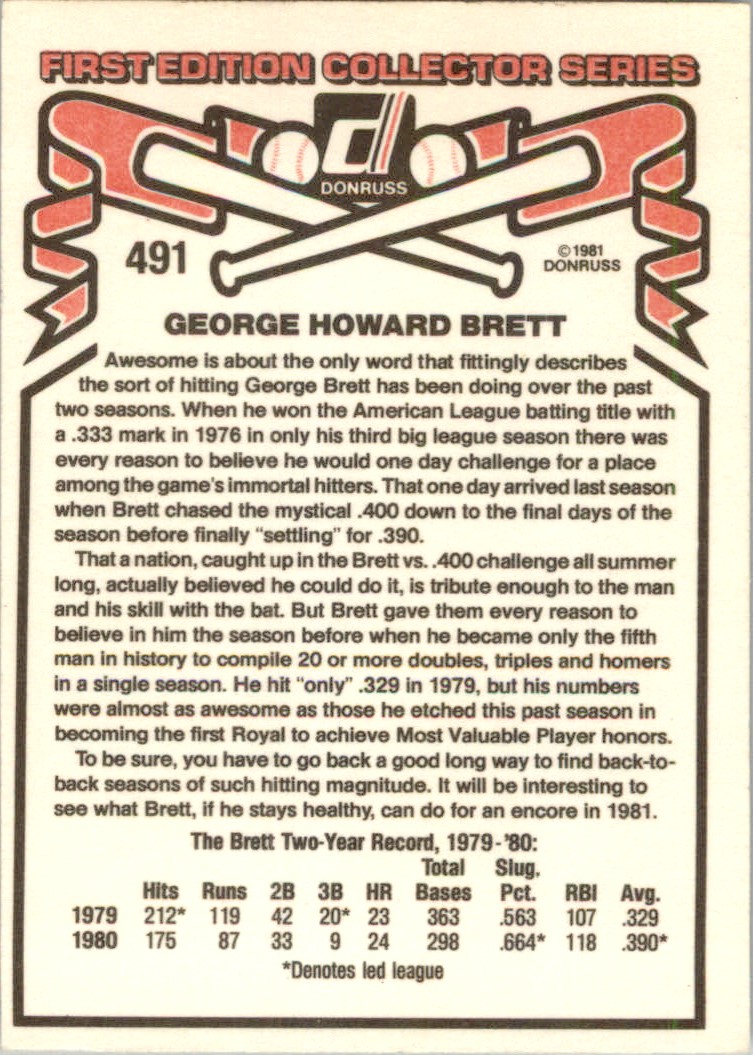 FIRST EDITION COLLECTOR SERIES
DONRUSS
491
©1981
DONRUSS
GEORGE HOWARD BRETT
Awesome is about the only word that fittingly describes
the sort of hitting George Brett has been doing over the past
two seasons. When he won the American League batting title with
a .333 mark in 1976 in only his third big league season there was
every reason to believe he would one day challenge for a place
among the game's immortal hitters. That one day arrived last season
when Brett chased the mystical .400 down to the final days of the
season before finally "settling" for .390.
That a nation, caught up in the Brett vs. .400 challenge all summer
long, actually believed he could do it, is tribute enough to the man
and his skill with the bat. But Brett gave them every reason to
believe in him the season before when he became only the fifth
man in history to compile 20 or more doubles, triples and homers
in a single season. He hit "only" .329 in 1979, but his numbers
were almost as awesome as those he etched this past season in
becoming the first Royal to achieve Most Valuable Player honors.
To be sure, you have to go back a good long way to find back-to-
back seasons of such hitting magnitude. It will be interesting to
see what Brett, if he stays healthy, can do for an encore in 1981.
The Brett Two-Year Record, 1979-'80:
Total Slug.
Hits Runs 2B 3B HR Bases Pct. RBI Avg.
1979 212* 119 42 20* 23 363 .563 107 .329
1980 175 87 33 9 24 298 .664* 118 .390*
*Denotes led league